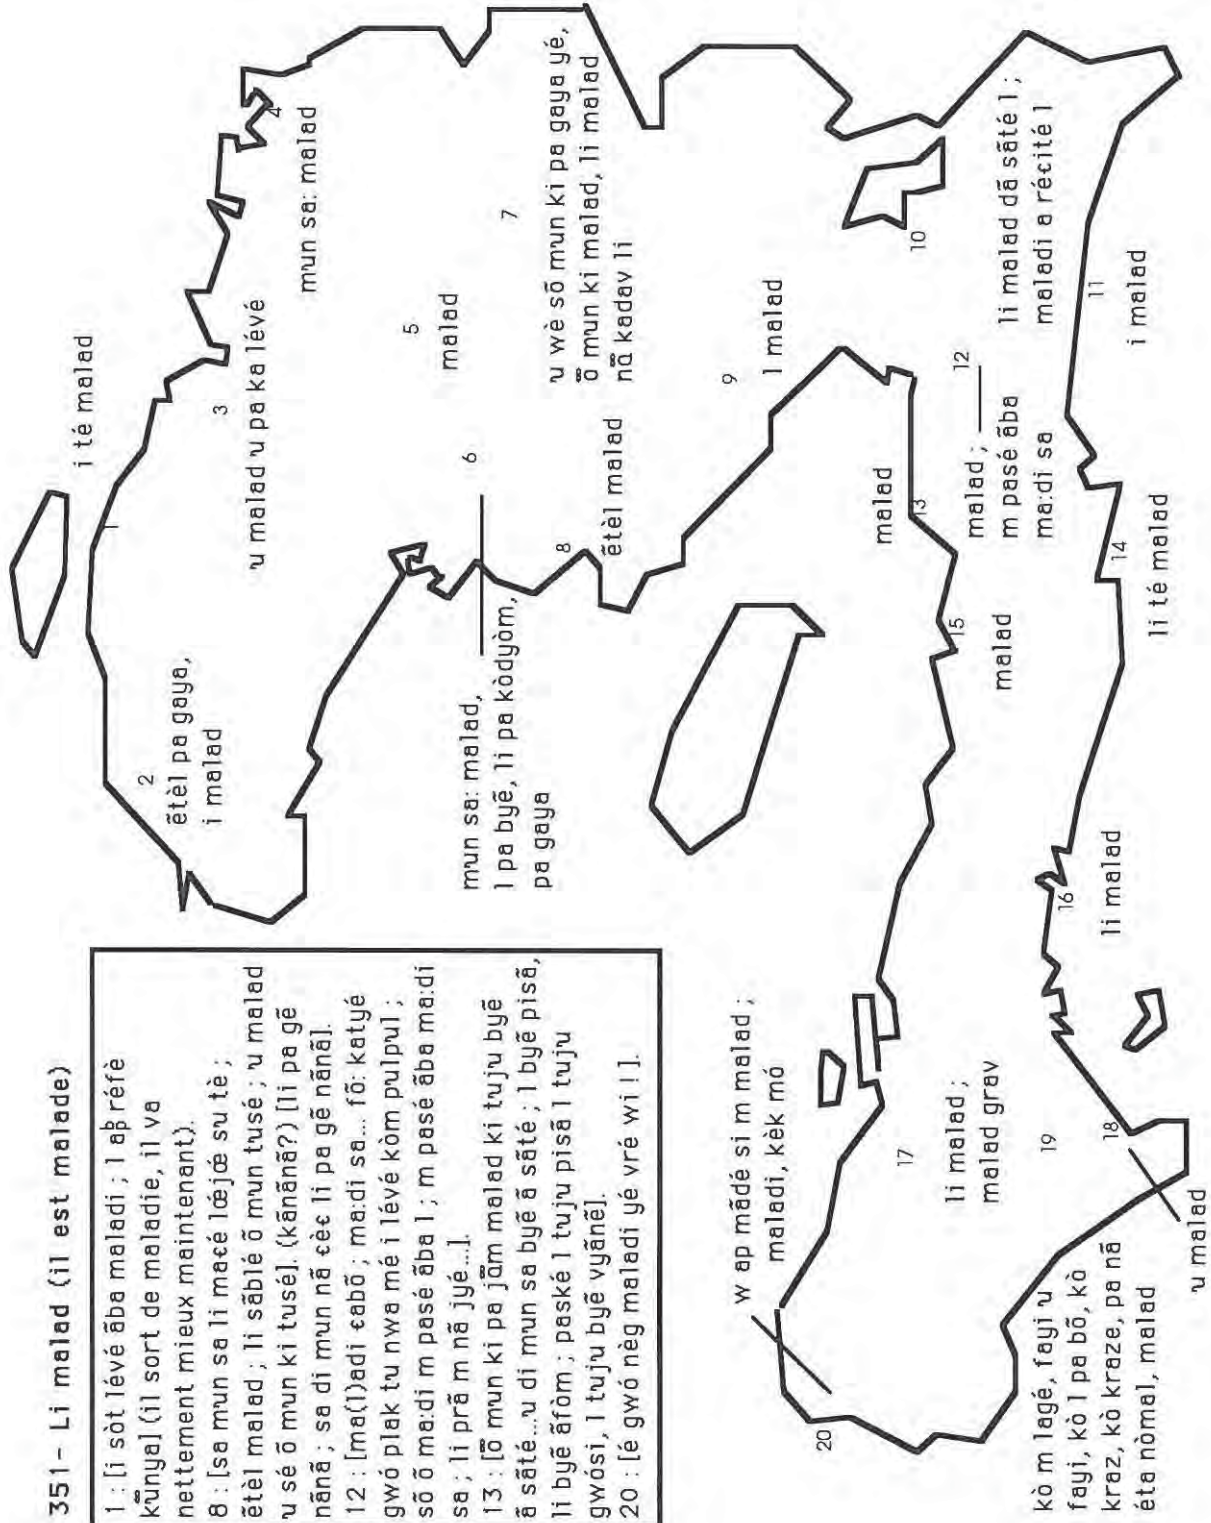 351- Li malad (il est malade)
1 : [i sòt lévé ãba maladi ; l ap réfè
kũnyal (il sort de maladie, il va
nettement mieux maintenant).
8 : [sa mun sa li maɛé lœjœ sʼu tè ;
ẽtèl malad ; li sãblé õ mun tusé ; u malad
u sé õ mun ki tusé]. (kãnãnã?) [li pa gẽ
nãnã ; sa di mun nã ɛèɛ li pa gẽ nãnã].
12 : [ma(l)adi ɛabõ ; ma:di sa... fõ: katyé
gwó plak tu nwa mé i lévé kòm pulpul ;
sõ õ ma:di m pasé ãba l ; m pasé ãba ma:di
sa ; li prã m nã jyé ...].
13 : [õ mun ki pa jãm malad ki tuju byẽ
ã sãté...u di mun sa byẽ ã sãté ; l byẽ pisã,
li byẽ ãfòm ; paské l tuju pisã l tuju
gwósi, l tuju byẽ vyãnẽ].
20 : [é gwó nèg maladi yé vré wi !].
i té malad
1
2
ẽtèl pa gaya,
i malad
3
u malad u pa ka lévé
4
mun sa: malad
5
malad
6
mun sa: malad,
l pa byẽ, li pa kòdyòm,
pa gaya
7
u wè sõ mun ki pa gaya yé,
õ mun ki malad, li malad
nã kadav li
8
ẽtèl malad
9
l malad
10
li malad dã sãté l ;
maladi a réɛité l
11
i malad
12
malad ;
m pasé ãba
ma:di sa
13
malad
14
li té malad
15
malad
16
li malad
17
li malad ;
malad grav
18
u malad
19
kò m lagé, fayi u
fayi, kò l pa bõ, kò
kraz, kò kraze, pa nã
éta nòmal, malad
20
w ap mãdé si m malad ;
maladi, kèk mó